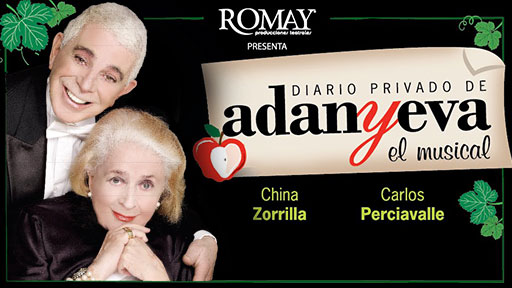 ROMAY
producciones teatrales
PRESENTA
DIARIO PRIVADO DE
adanyeva
el musical
China Zorrilla
Carlos Perciavalle